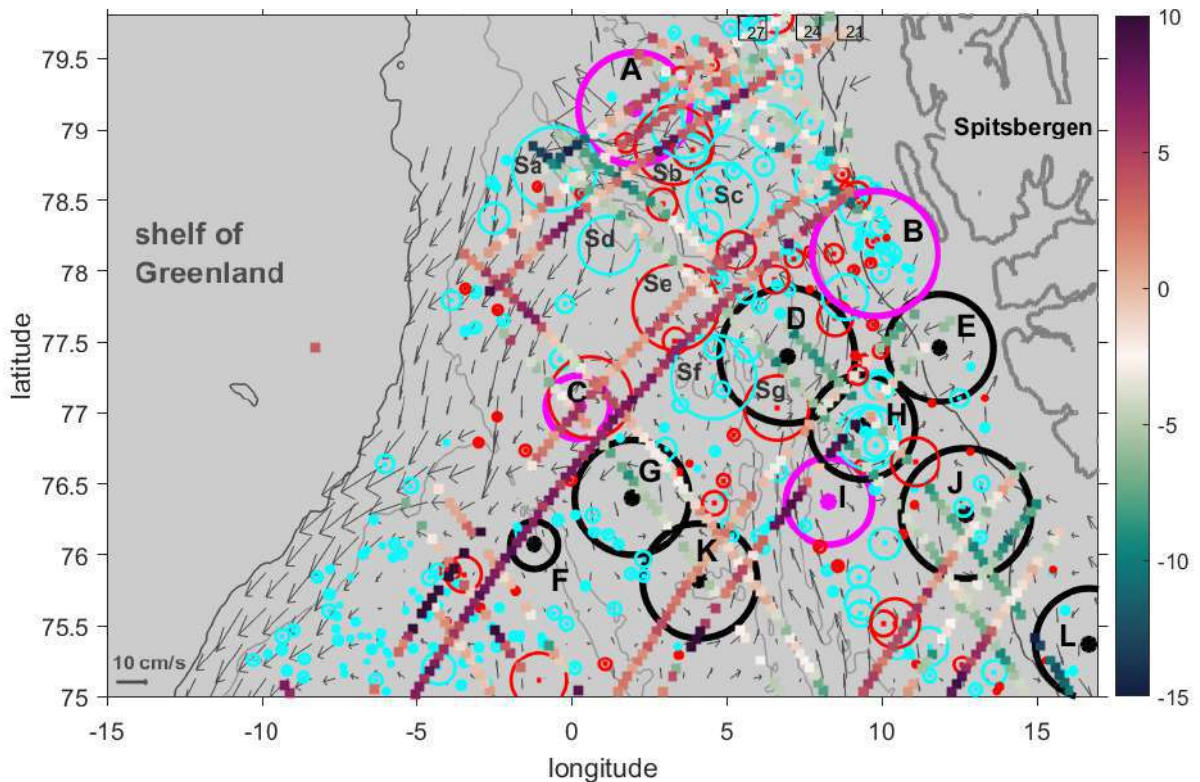 10
27 24 21
79.5
A
79
Spitsbergen
5
Sa
Sb
Sc
78.5
shelf of
Greenland
Sd
B
78
Se
0
D
E
77.5
latitude
Sf
Sg
C
77
H
-5
G
76.5
I
J
76
K
F
-10
75.5
L
10 cm/s
75
-15
-15 -10 -5 0 5 10 15
longitude